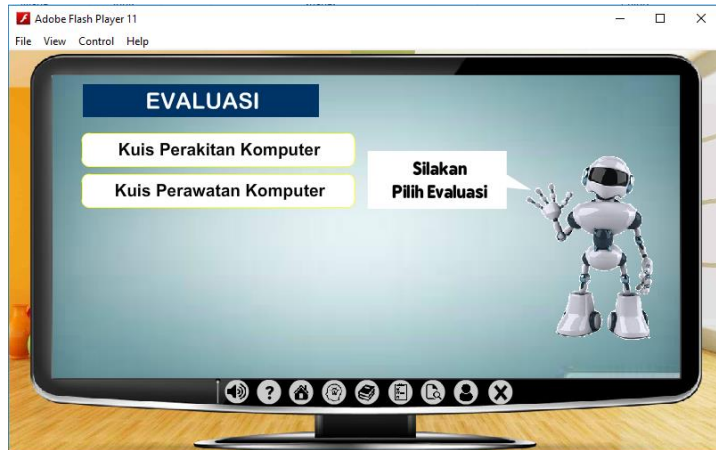 Adobe Flash Player 11
File View Control Help
EVALUASI
Kuis Perakitan Komputer
Kuis Perawatan Komputer
Silakan
Pilih Evaluasi
?